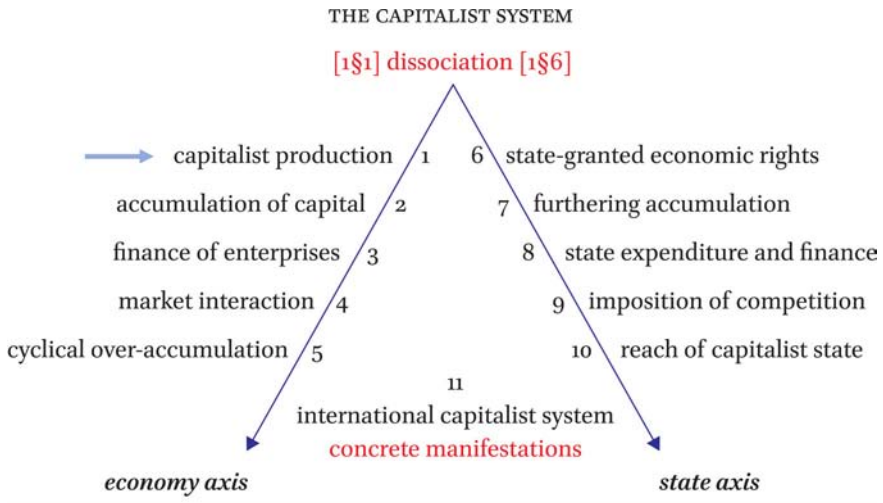 THE CAPITALIST SYSTEM
[1§1] dissociation [1§6]
capitalist production 1 6 state-granted economic rights
accumulation of capital 2 7 furthering accumulation
finance of enterprises 3 8 state expenditure and finance
market interaction 4 9 imposition of competition
cyclical over-accumulation 5 10 reach of capitalist state
11
international capitalist system
concrete manifestations
economy axis state axis